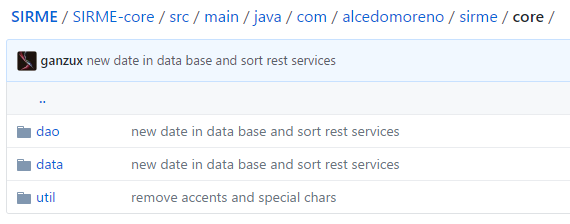 SIRME / SIRME-core / src / main / java / com / alcedomoreno / sirme / core /
ganzux new date in data base and sort rest services
..
dao new date in data base and sort rest services
data new date in data base and sort rest services
util remove accents and special chars